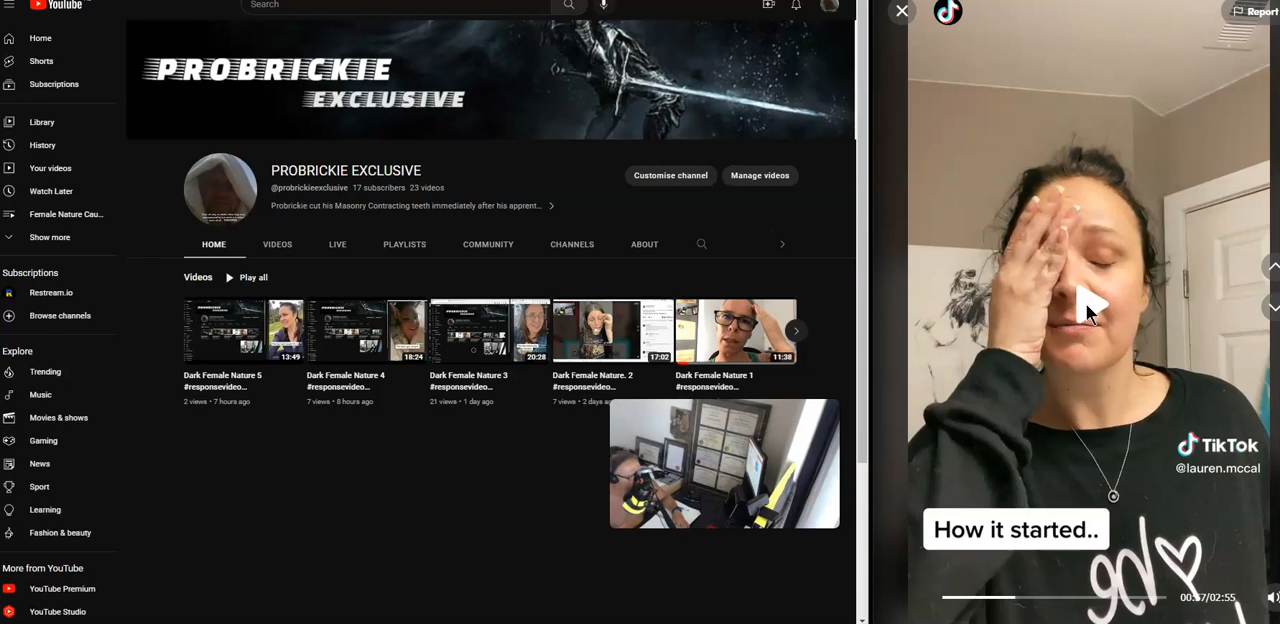 YouTube
Search
Home
Shorts
Subscriptions
Library
History
Your videos
Watch Later
Female Nature Cau...
Show more
Subscriptions
Restream.io
Browse channels
Explore
Trending
Music
Movies & shows
Gaming
News
Sport
Learning
Fashion & beauty
More from YouTube
YouTube Premium
YouTube Studio
PROBRICKIE
EXCLUSIVE
PROBRICKIE EXCLUSIVE
@probrickieexclusive 17 subscribers 23 videos
Probrickie cut his Masonry Contracting teeth immediately after his apprent...
Customise channel
Manage videos
HOME VIDEOS LIVE PLAYLISTS COMMUNITY CHANNELS ABOUT
Videos Play all
13:49
18:24
20:28
17:02
11:38
Dark Female Nature 5
#responsevideo...
2 views • 7 hours ago
Dark Female Nature 4
#responsevideo...
7 views • 8 hours ago
Dark Female Nature 3
#responsevideo...
21 views • 1 day ago
Dark Female Nature. 2
#responsevideo...
7 views • 2 days
Dark Female Nature 1
#responsevideo...
Report
TikTok
@lauren.mccal
How it started..
00:57/02:55